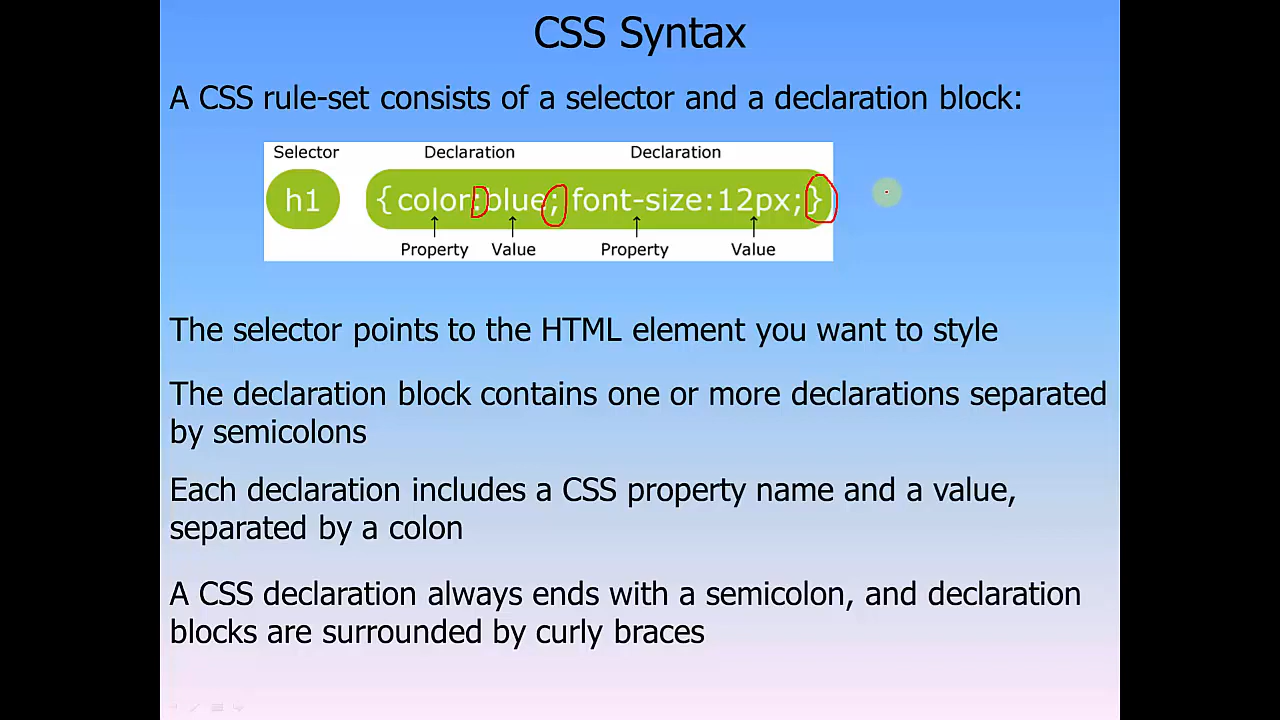 CSS Syntax
A CSS rule-set consists of a selector and a declaration block:
Selector Declaration Declaration
h1 {color:blue; font-size:12px;}
Property Value Property Value
The selector points to the HTML element you want to style
The declaration block contains one or more declarations separated
by semicolons
Each declaration includes a CSS property name and a value,
separated by a colon
A CSS declaration always ends with a semicolon, and declaration
blocks are surrounded by curly braces